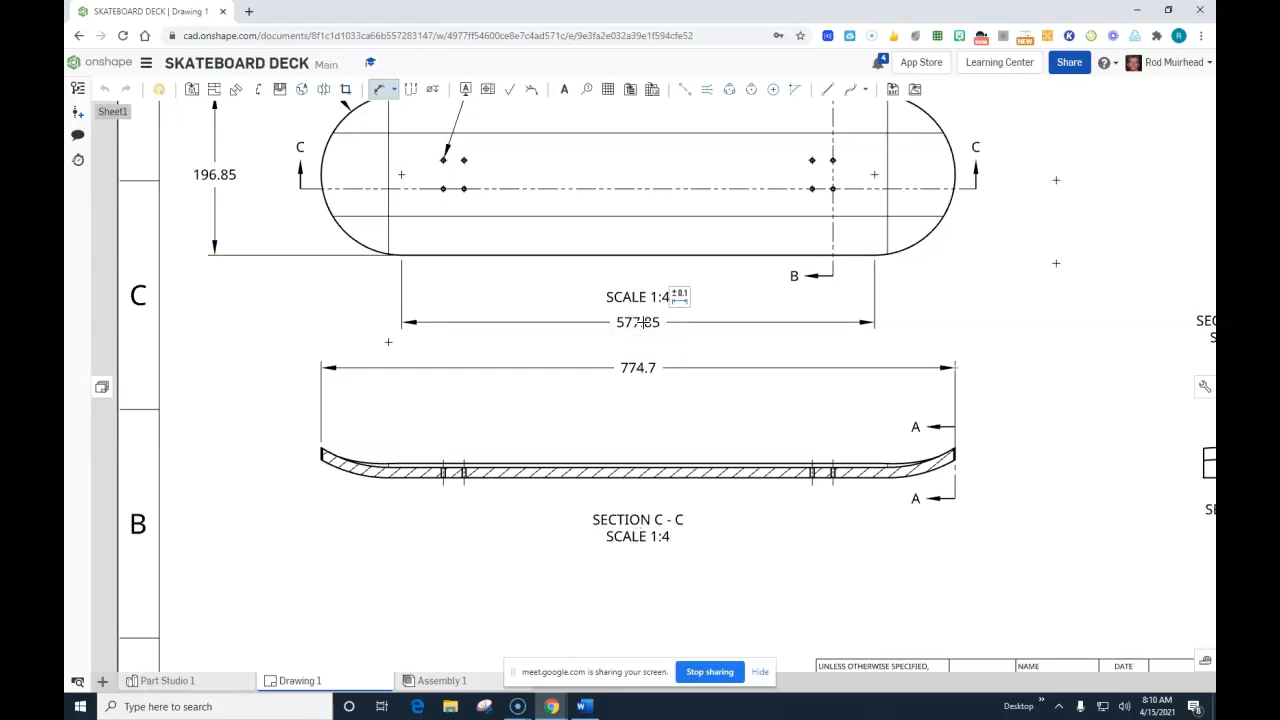 SKATEBOARD DECK | Drawing 1
cad.onshape.com/documents/8f1c1d1033ca66b557283147/w/4977ff54600ce8e7c4ad571c/e/9e3fa2e032a39e1f594cfe52
onshape
SKATEBOARD DECK Main
4
App Store
Learning Center
Share
Rod Muirhead
Sheet1
C
C
196.85
B
C
SCALE 1:4
±0.1
577.85
774.7
A
A
B
SECTION C - C
SCALE 1:4
UNLESS OTHERWISE SPECIFIED,
NAME
DATE
meet.google.com is sharing your screen.
Stop sharing
Hide
Part Studio 1
Drawing 1
Assembly 1
Type here to search
Desktop
8:10 AM
4/15/2021